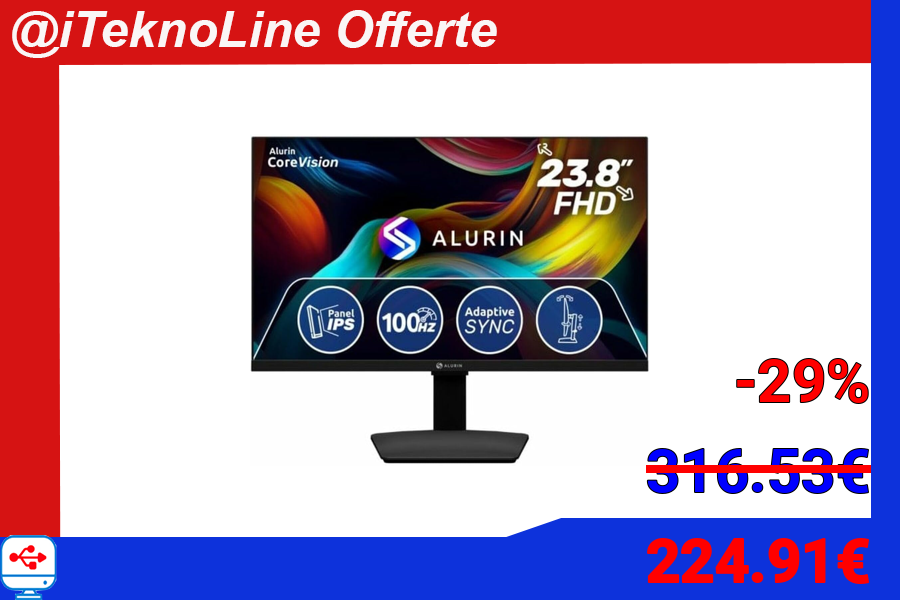 @iTeknoLine Offerte
Alurin
CoreVision
23.8"
FHD
ALURIN
Panel
IPS
100HZ
Adaptive
SYNC
ALURIN
-29%
316.53€
224.91€